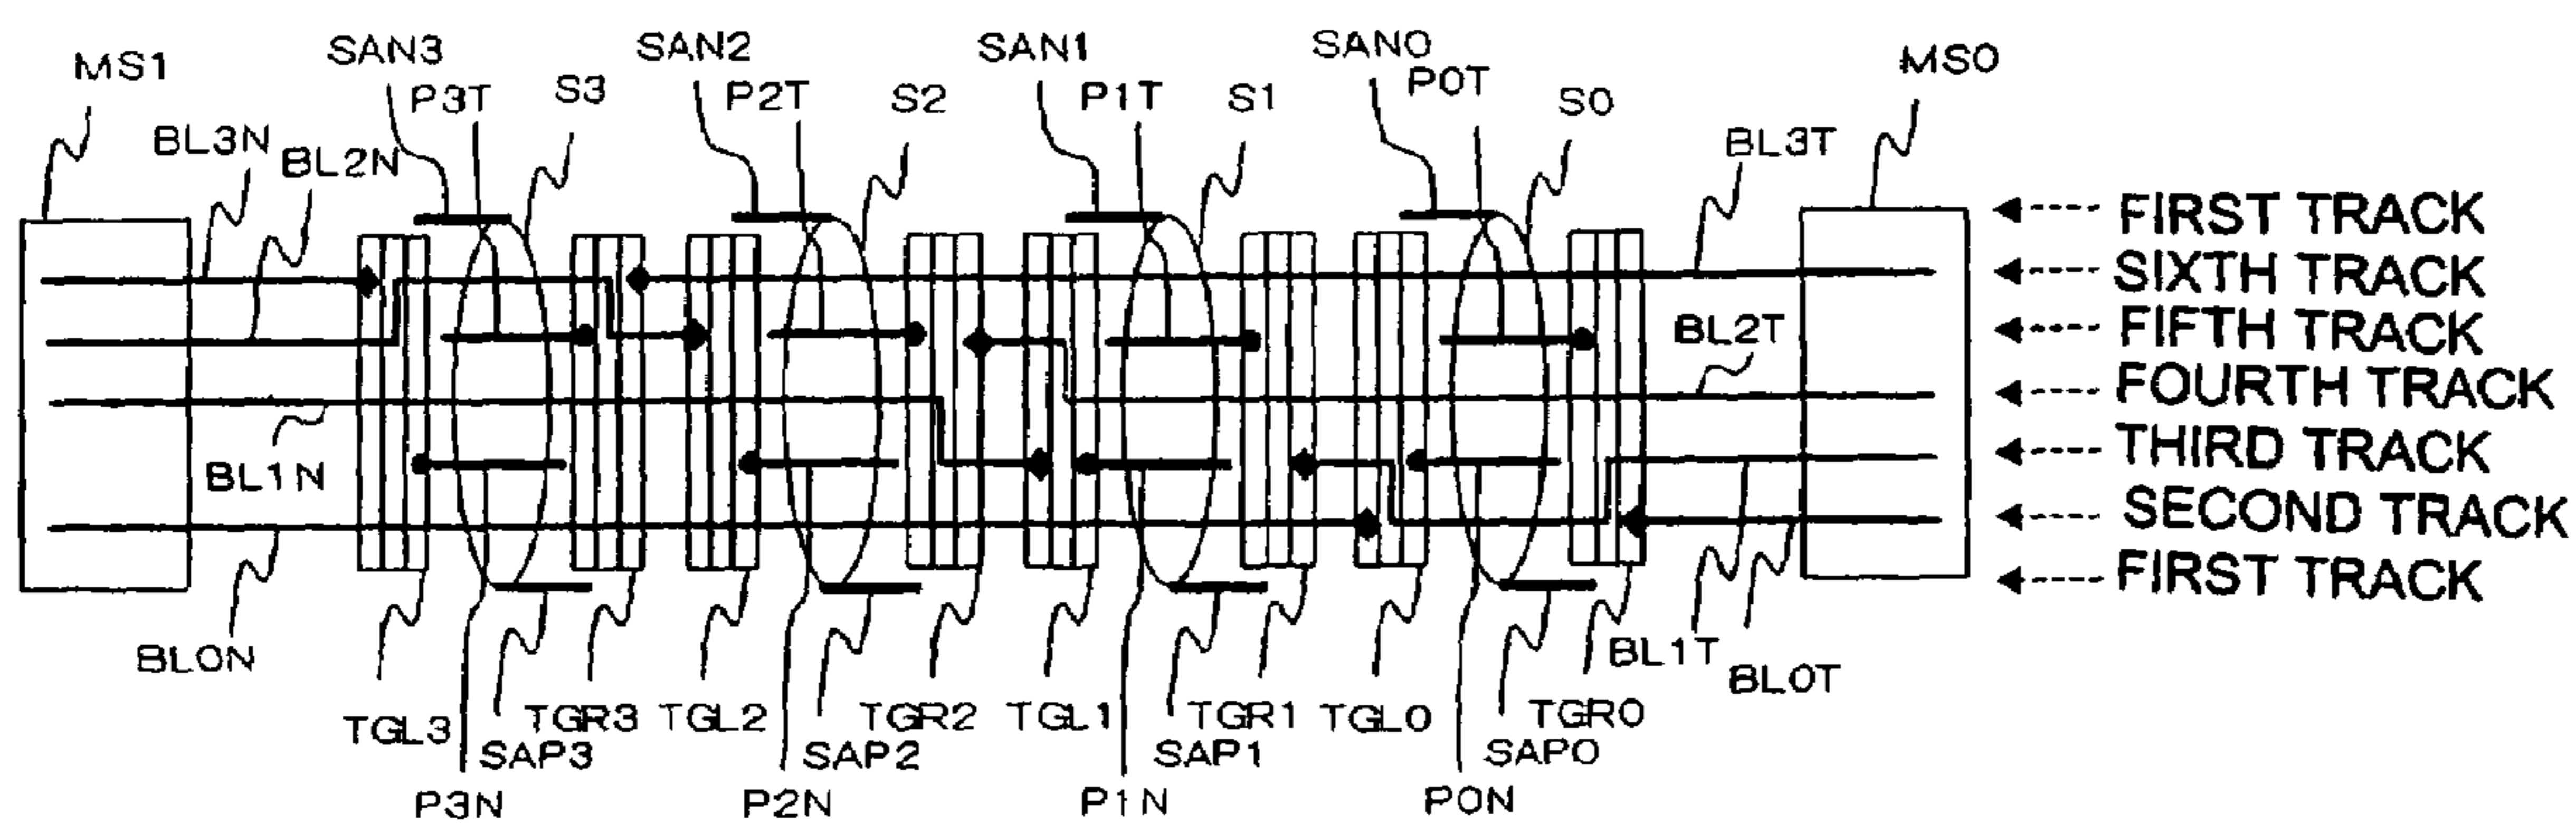 MS1
SAN3
P3T
S3
SAN2
P2T
S2
SAN1
P1T
S1
SAN0
P0T
S0
MS0
BL3N
BL2N
BL3T
BL2T
FIRST TRACK
SIXTH TRACK
FIFTH TRACK
FOURTH TRACK
THIRD TRACK
SECOND TRACK
FIRST TRACK
BL1N
BL0N
BL1T
BL0T
TGL3
TGR3
TGL2
TGR2
TGL1
TGR1
TGL0
TGR0
SAP3
SAP2
SAP1
SAP0
P3N
P2N
P1N
P0N